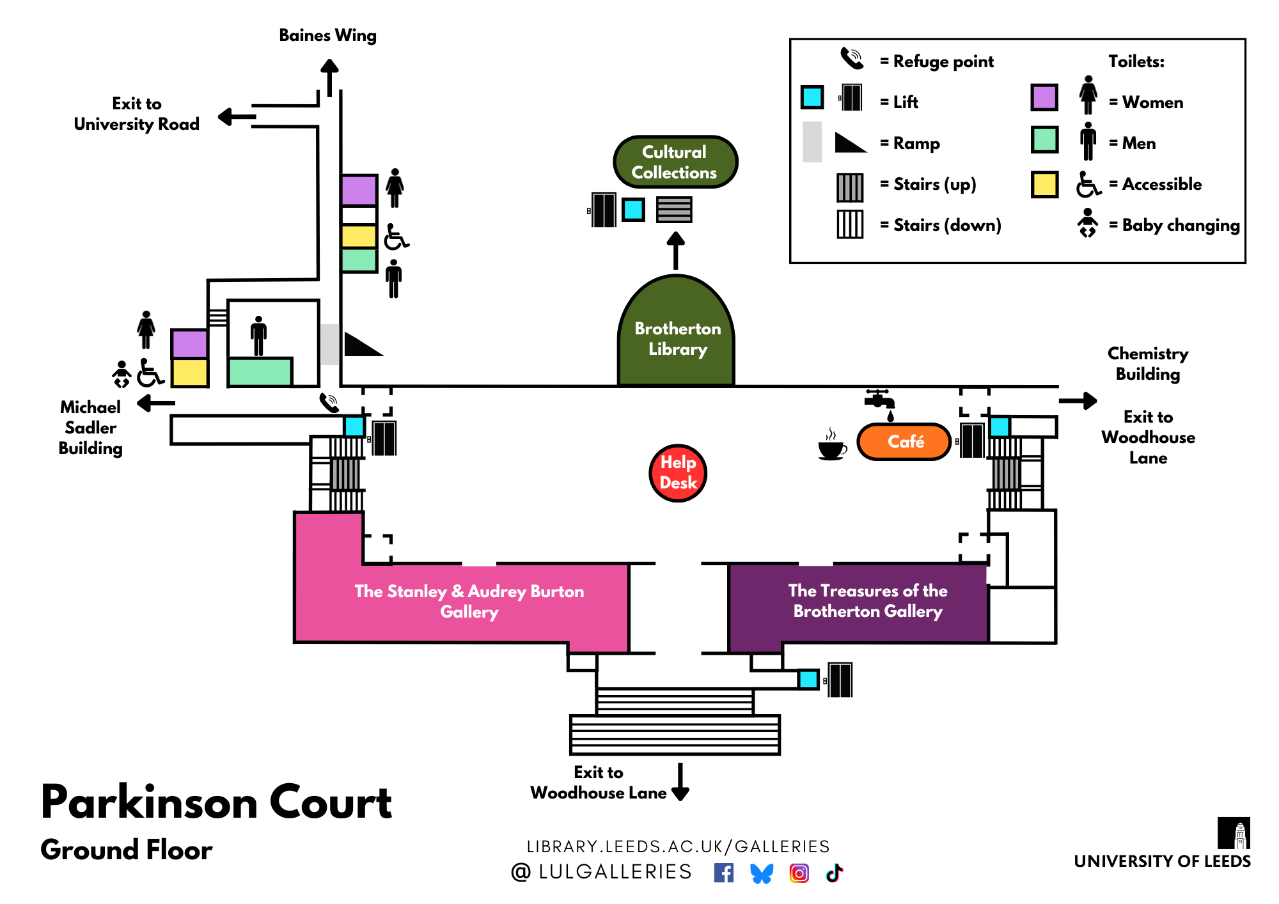 Baines Wing
Exit to
University Road
= Refuge point
= Lift
= Ramp
= Stairs (up)
= Stairs (down)
Toilets:
= Women
= Men
= Accessible
= Baby changing
Cultural
Collections
Brotherton
Library
Chemistry
Building
Exit to
Woodhouse
Lane
Michael
Sadler
Building
Café
Help
Desk
The Stanley & Audrey Burton
Gallery
The Treasures of the
Brotherton Gallery
Exit to
Woodhouse Lane
Parkinson Court
Ground Floor
LIBRARY.LEEDS.AC.UK/GALLERIES
@ LULGALLERIES
UNIVERSITY OF LEEDS